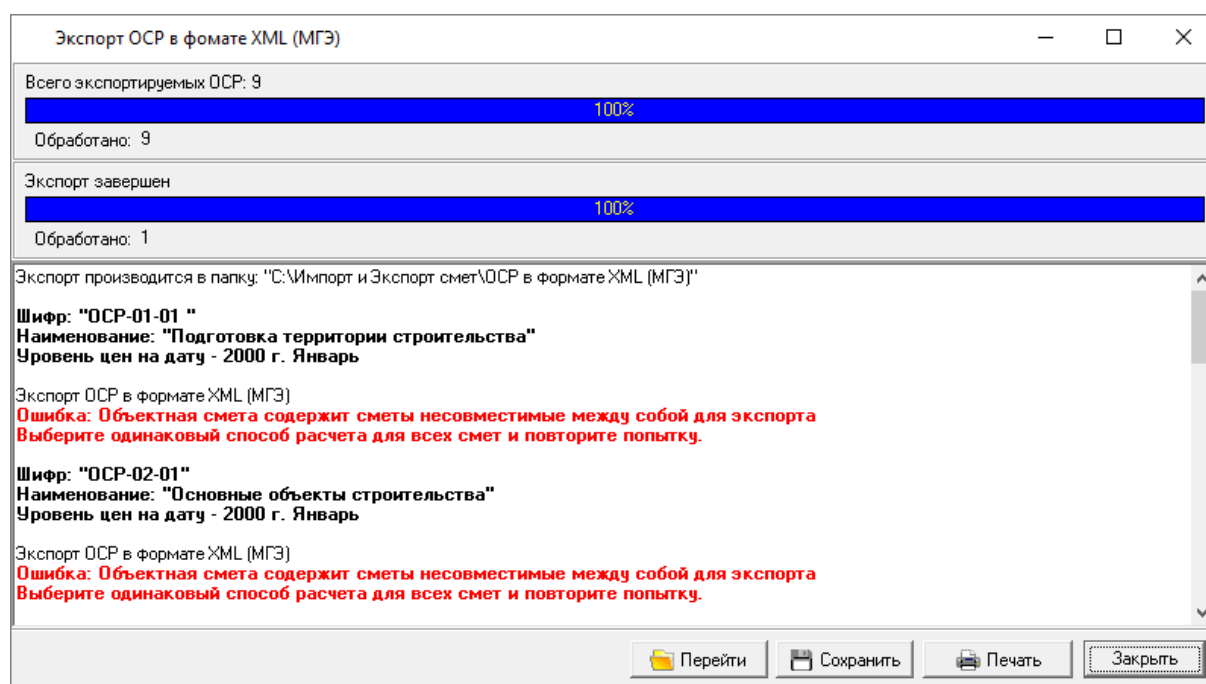 Экспорт ОСР в фомате XML (МГЭ)
Всего экспортируемых ОСР: 9
100%
Обработано: 9
Экспорт завершен
100%
Обработано: 1
Экспорт производится в папку: "C:\Импорт и Экспорт смет\ОСР в формате XML (МГЭ)"
Шифр: "ОСР-01-01 "
Наименование: "Подготовка территории строительства"
Уровень цен на дату - 2000 г. Январь
Экспорт ОСР в формате XML (МГЭ)
Ошибка: Объектная смета содержит сметы несовместимые между собой для экспорта
Выберите одинаковый способ расчета для всех смет и повторите попытку.
Шифр: "ОСР-02-01"
Наименование: "Основные объекты строительства"
Уровень цен на дату - 2000 г. Январь
Экспорт ОСР в формате XML (МГЭ)
Ошибка: Объектная смета содержит сметы несовместимые между собой для экспорта
Выберите одинаковый способ расчета для всех смет и повторите попытку.
Перейти Сохранить Печать Закрыть